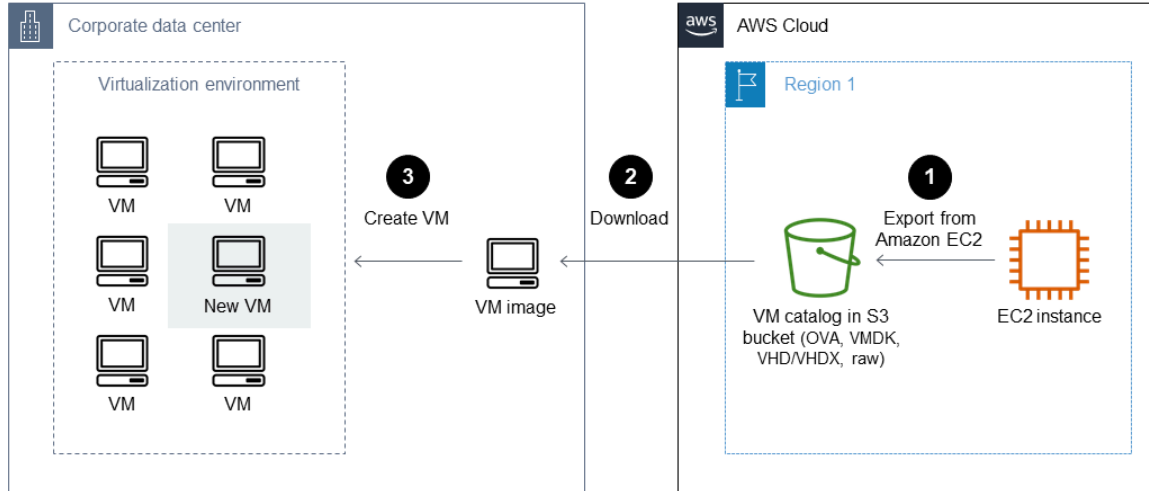 Corporate data center
aws
AWS Cloud
Virtualization environment
Region 1
VM
VM
3
Create VM
2
Download
1
Export from
Amazon EC2
VM
New VM
VM image
VM catalog in S3
bucket (OVA, VMDK,
VHD/VHDX, raw)
EC2 instance
VM
VM